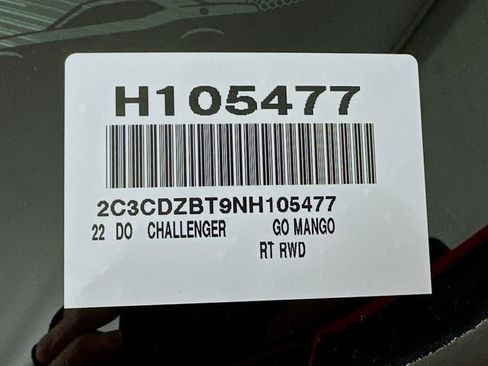 H105477
2C3CDZBT9NH105477
22 DO CHALLENGER GO MANGO
RT RWD